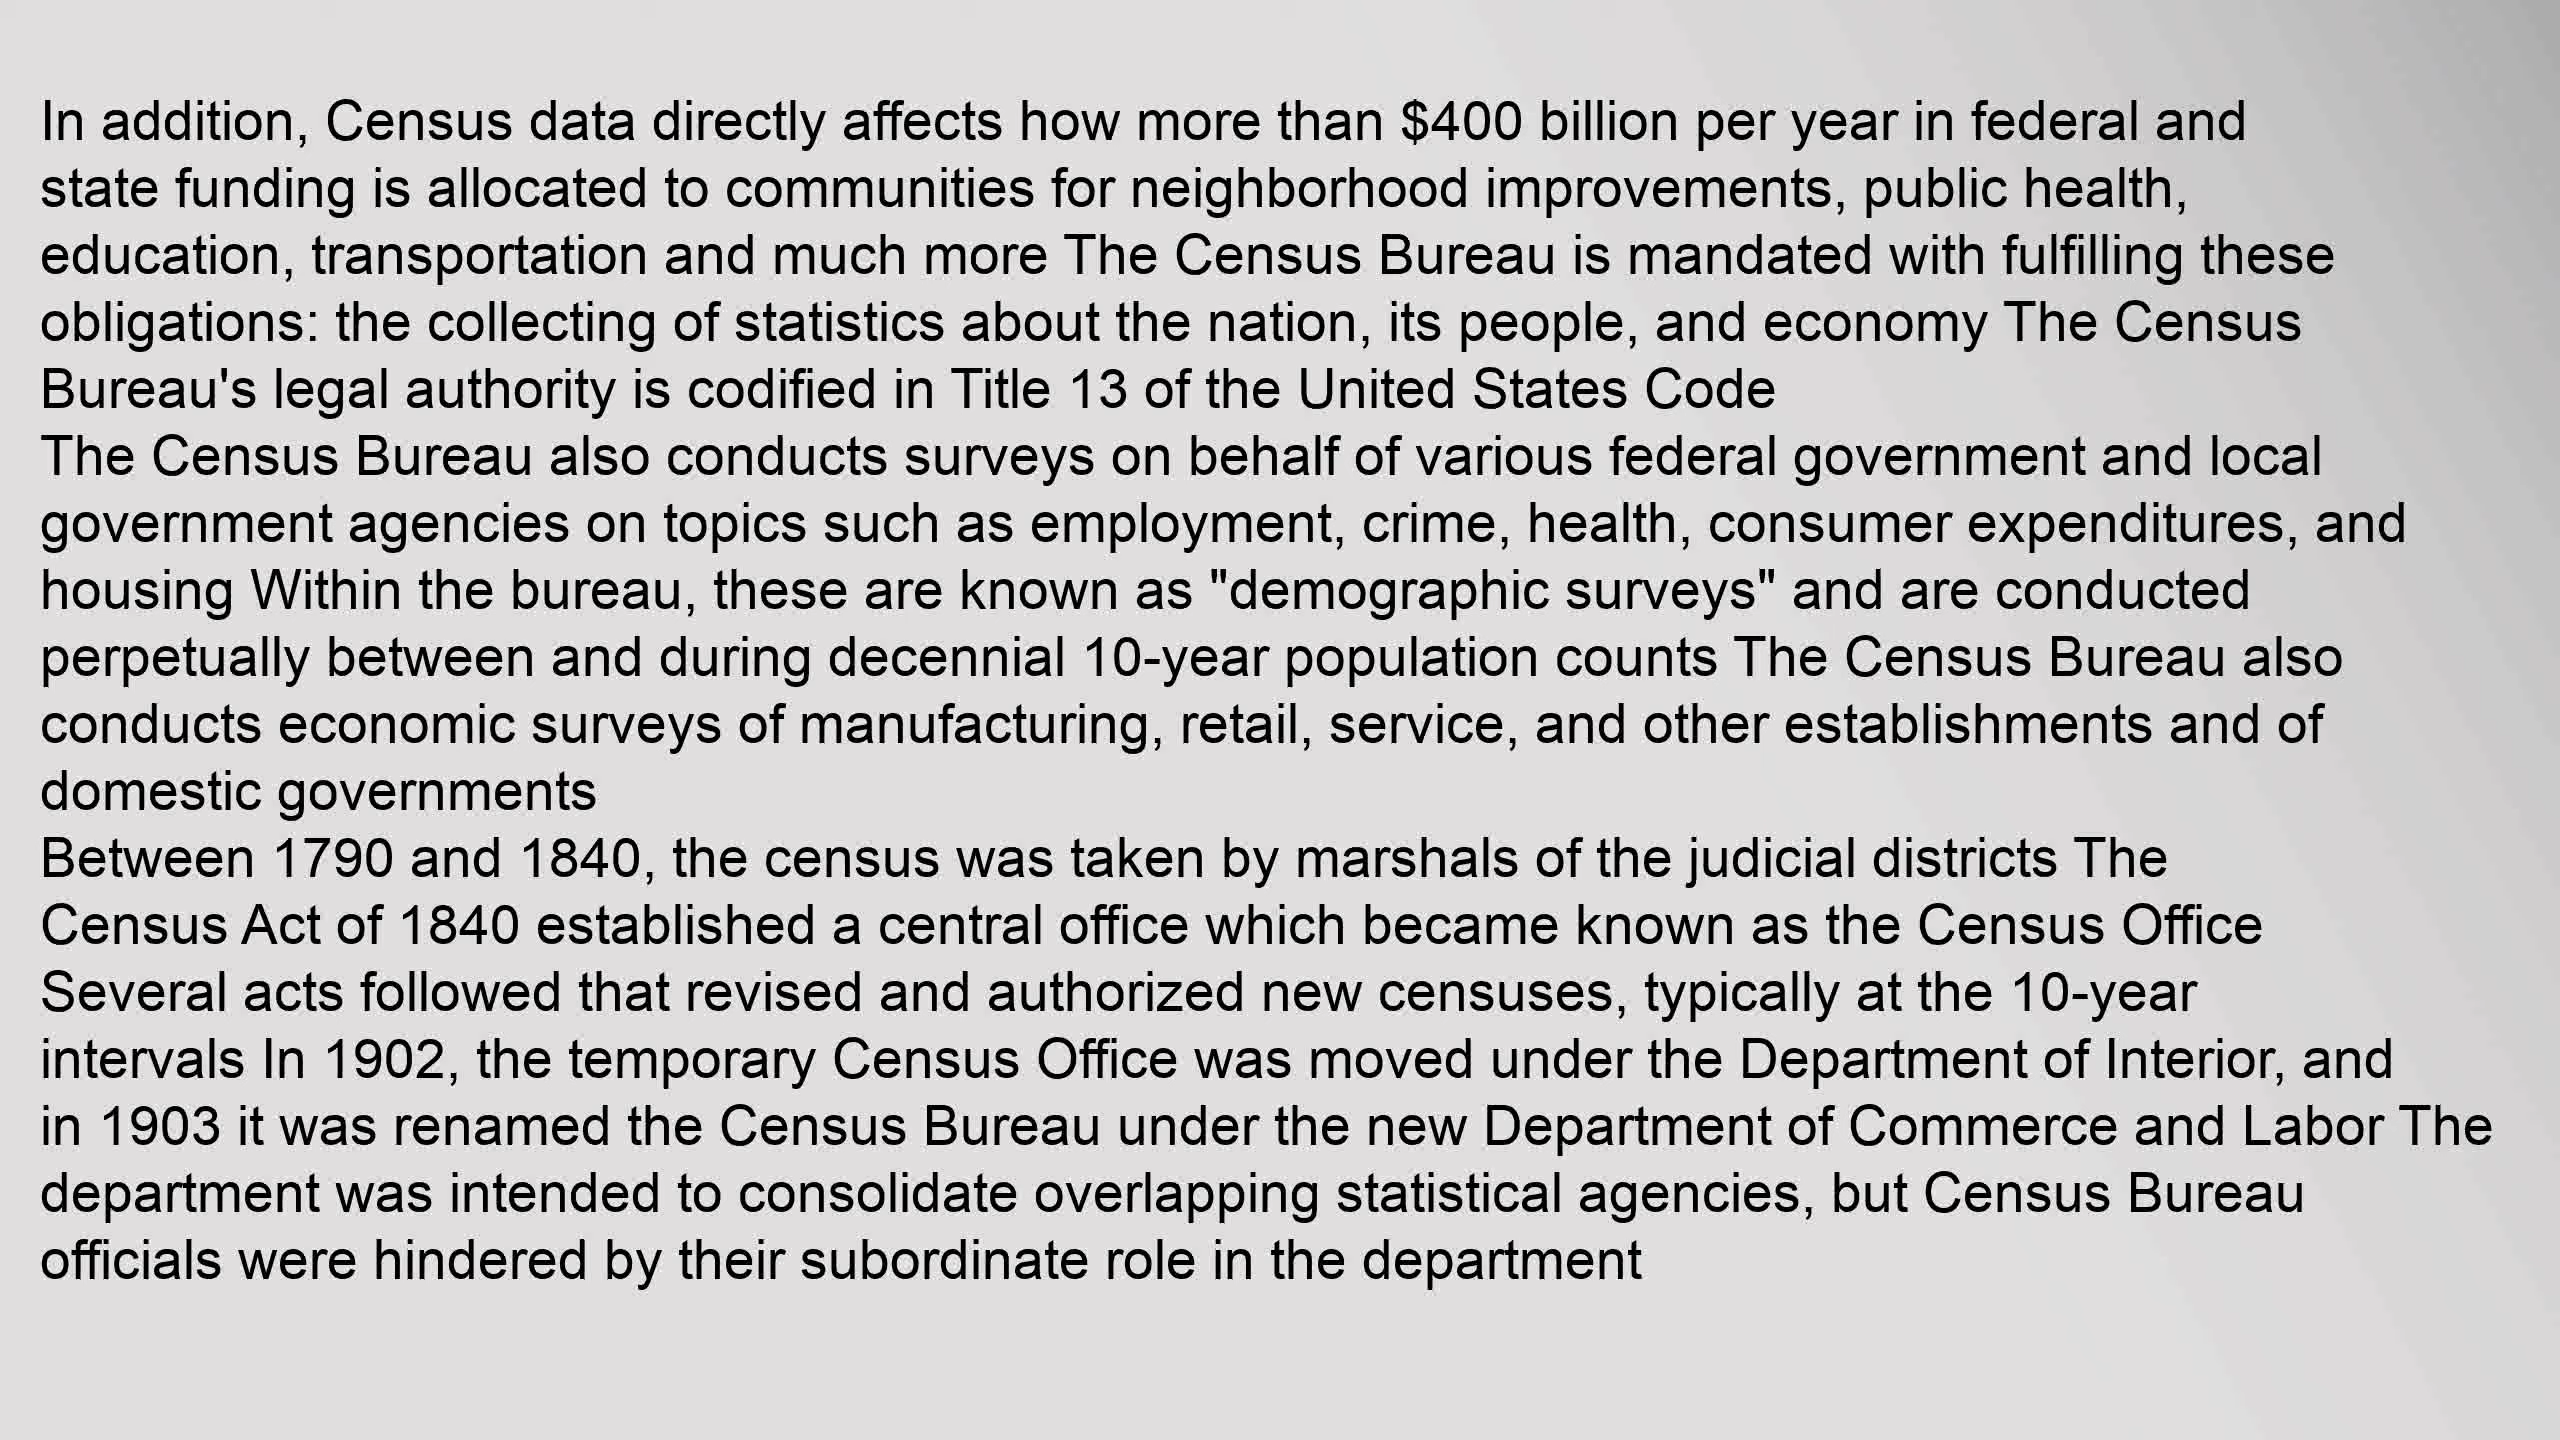 In addition, Census data directly affects how more than $400 billion per year in federal and
state funding is allocated to communities for neighborhood improvements, public health,
education, transportation and much more The Census Bureau is mandated with fulfilling these
obligations: the collecting of statistics about the nation, its people, and economy The Census
Bureau's legal authority is codified in Title 13 of the United States Code
The Census Bureau also conducts surveys on behalf of various federal government and local
government agencies on topics such as employment, crime, health, consumer expenditures, and
housing Within the bureau, these are known as "demographic surveys" and are conducted
perpetually between and during decennial 10-year population counts The Census Bureau also
conducts economic surveys of manufacturing, retail, service, and other establishments and of
domestic governments
Between 1790 and 1840, the census was taken by marshals of the judicial districts The
Census Act of 1840 established a central office which became known as the Census Office
Several acts followed that revised and authorized new censuses, typically at the 10-year
intervals In 1902, the temporary Census Office was moved under the Department of Interior, and
in 1903 it was renamed the Census Bureau under the new Department of Commerce and Labor The
department was intended to consolidate overlapping statistical agencies, but Census Bureau
officials were hindered by their subordinate role in the department